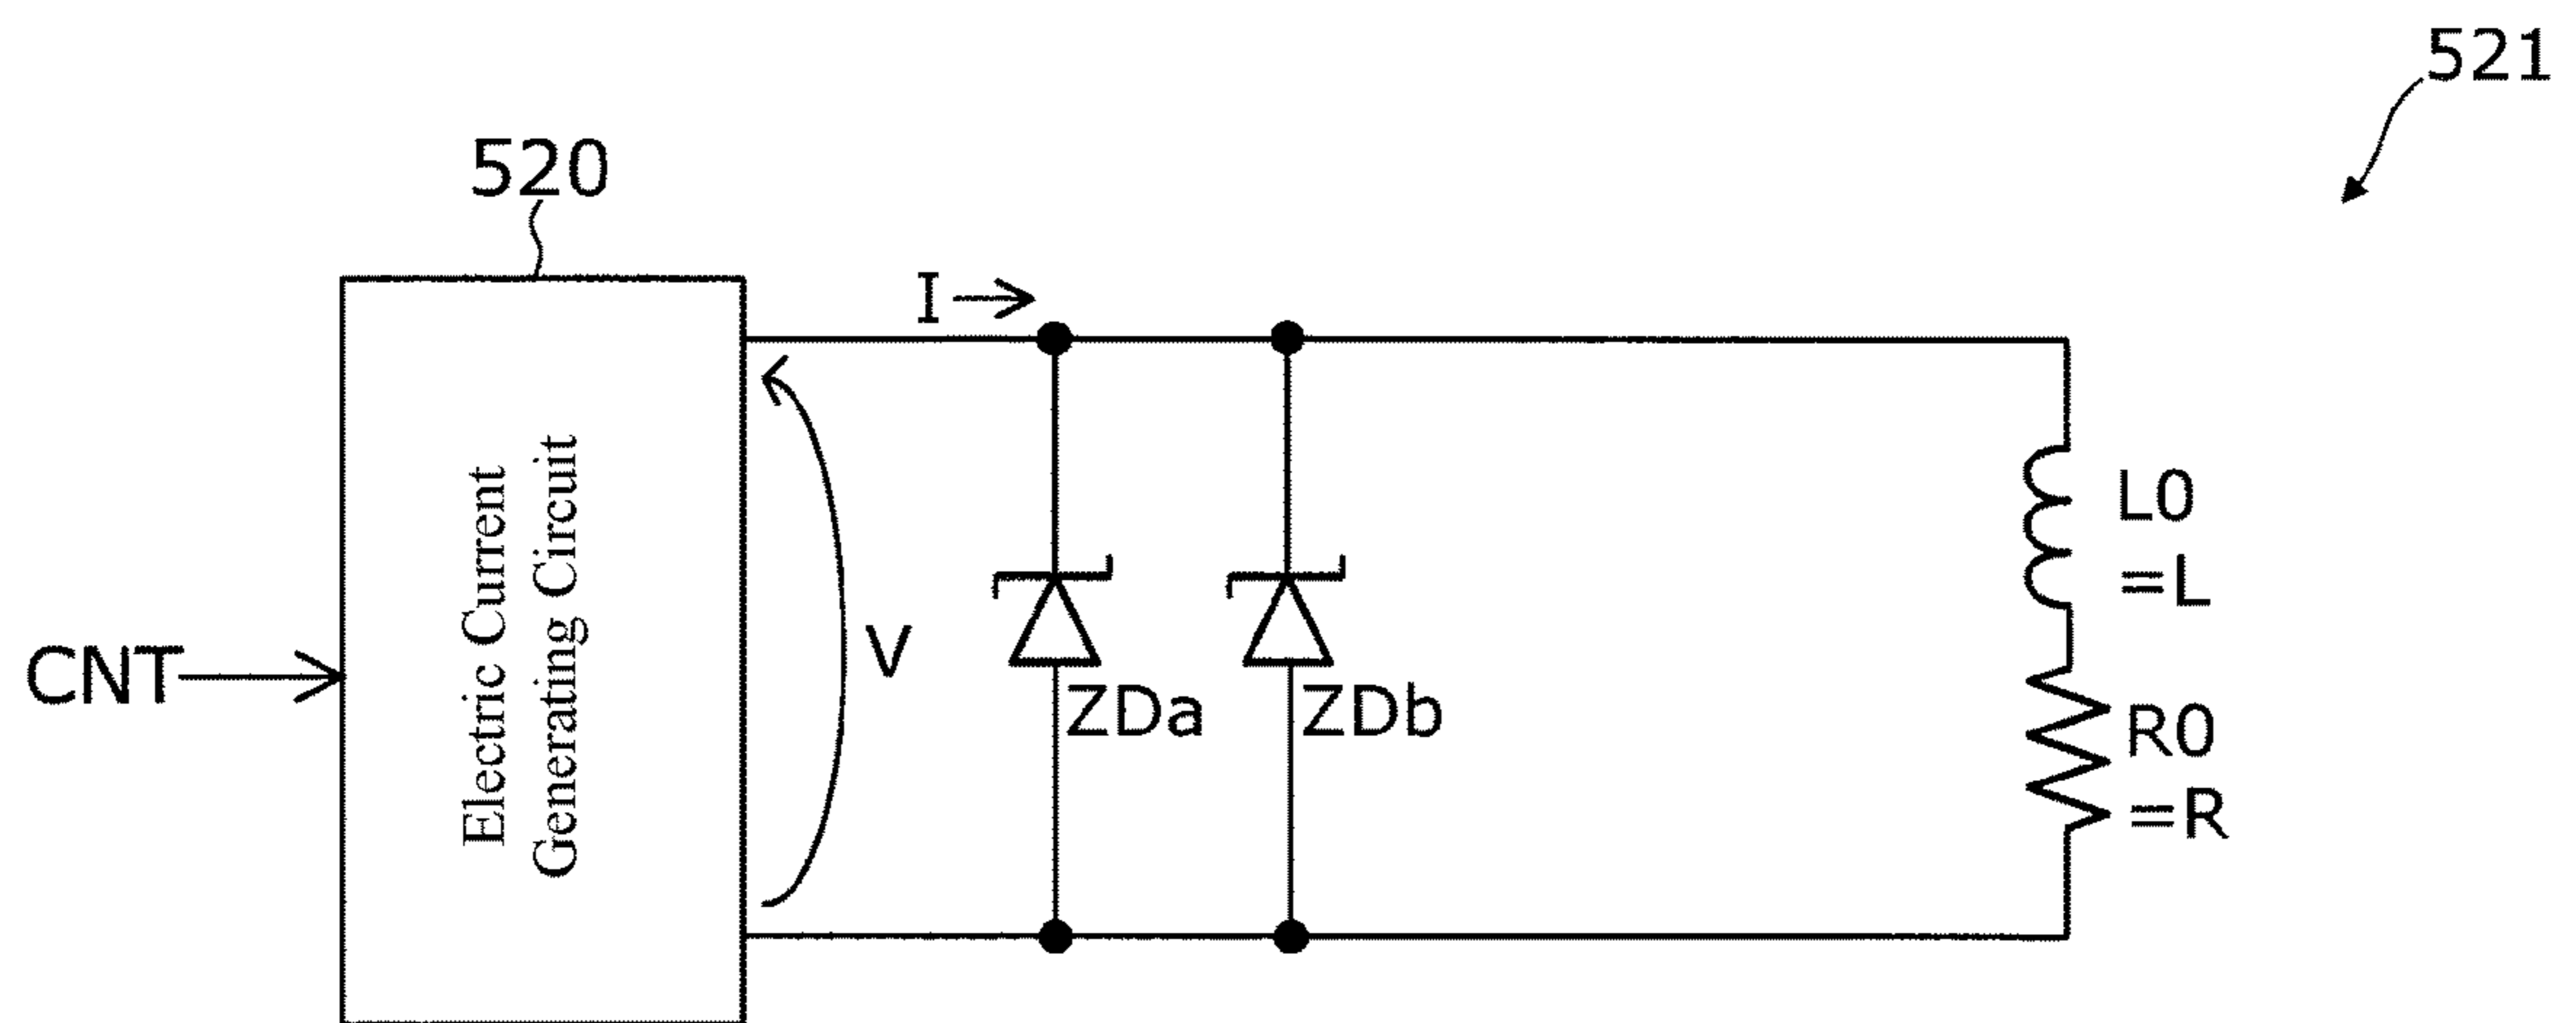 521
520
I
Electric Current
Generating Circuit
CNT
V
ZDa
ZDb
L0
=L
R0
=R